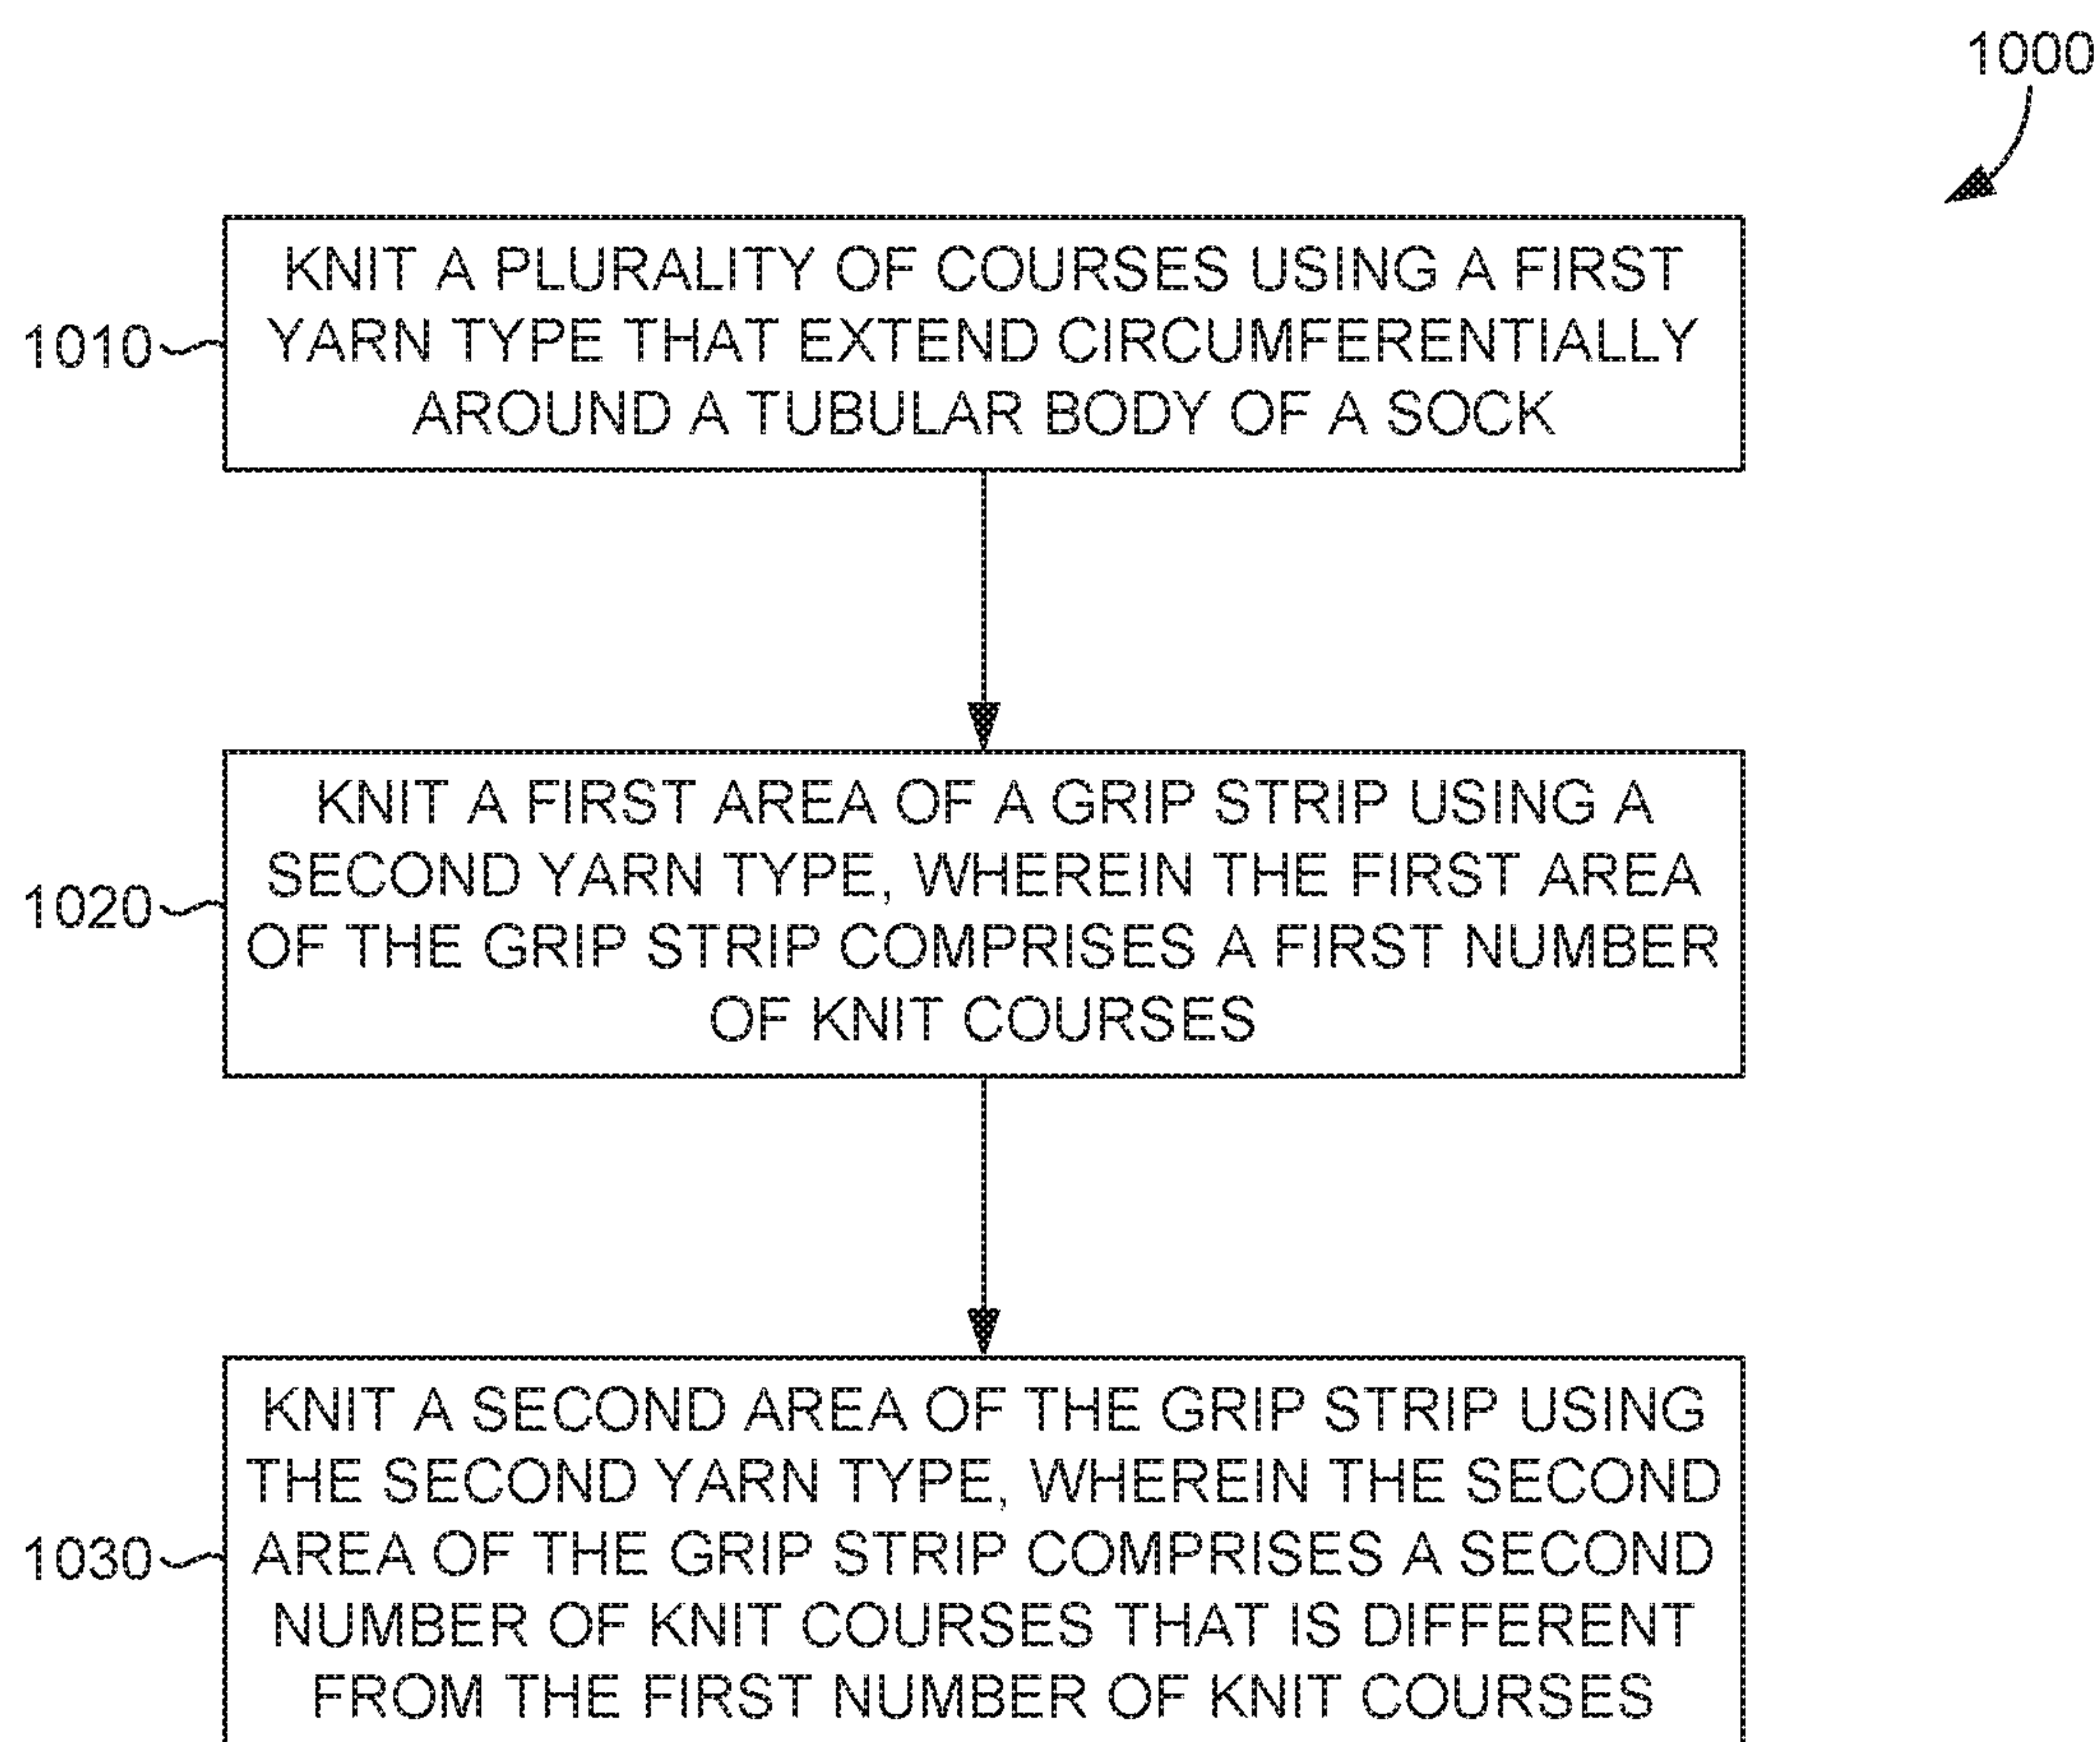 1000
KNIT A PLURALITY OF COURSES USING A FIRST
YARN TYPE THAT EXTEND CIRCUMFERENTIALLY
AROUND A TUBULAR BODY OF A SOCK
1010
KNIT A FIRST AREA OF A GRIP STRIP USING A
SECOND YARN TYPE, WHEREIN THE FIRST AREA
OF THE GRIP STRIP COMPRISES A FIRST NUMBER
OF KNIT COURSES
1020
KNIT A SECOND AREA OF THE GRIP STRIP USING
THE SECOND YARN TYPE, WHEREIN THE SECOND
AREA OF THE GRIP STRIP COMPRISES A SECOND
NUMBER OF KNIT COURSES THAT IS DIFFERENT
FROM THE FIRST NUMBER OF KNIT COURSES
1030